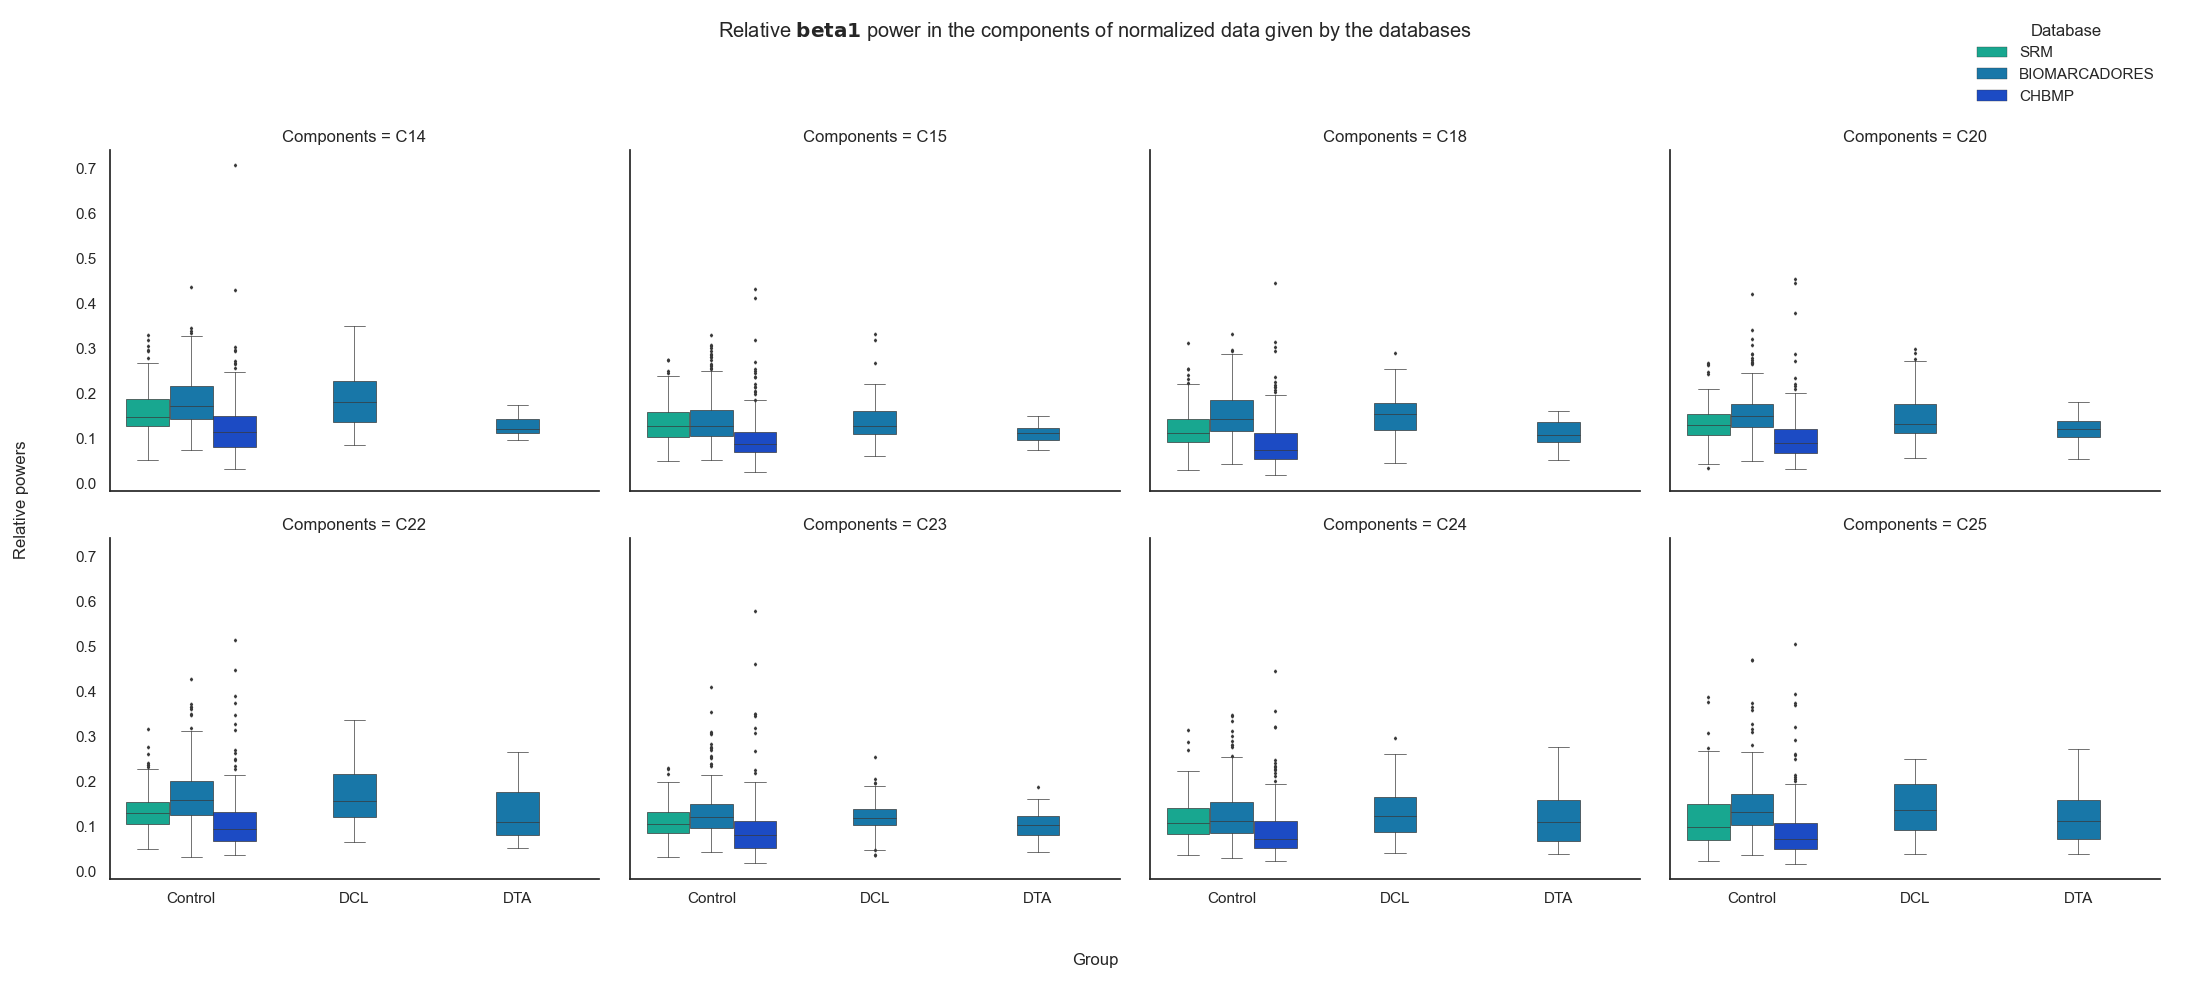 Relative beta1 power in the components of normalized data given by the databases
Database
SRM
BIOMARCADORES
CHBMP
Components = C14
Components = C15
Components = C18
Components = C20
0.7
0.6
0.5
0.4
0.3
0.2
0.1
0.0
Relative powers
Components = C22
Components = C23
Components = C24
Components = C25
0.7
0.6
0.5
0.4
0.3
0.2
0.1
0.0
Control DCL DTA
Control DCL DTA
Control DCL DTA
Control DCL DTA
Group